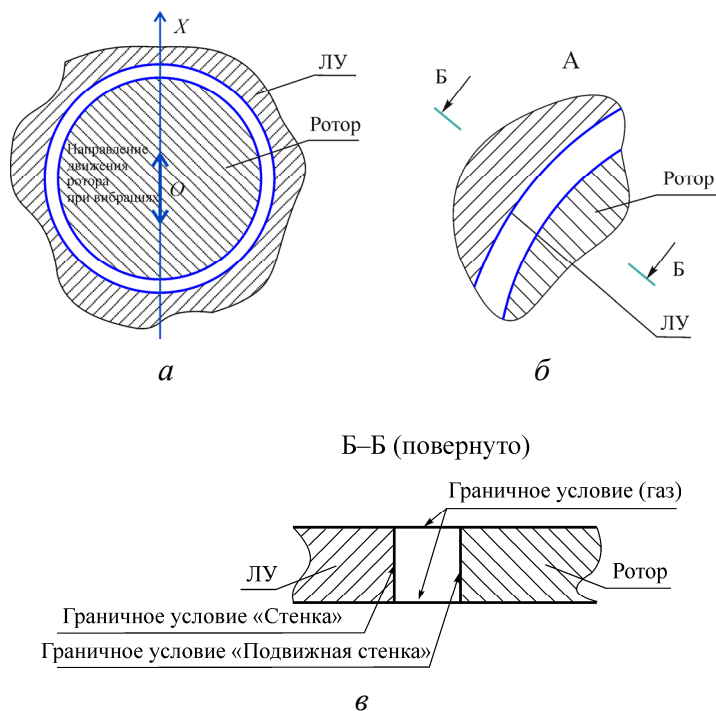 X
ЛУ
Ротор
Направление
движения
ротора
при вибрациях
O
а
А
Б
Ротор
Б
ЛУ
б
Б–Б (повернуто)
Граничное условие (газ)
ЛУ
Ротор
Граничное условие «Стенка»
Граничное условие «Подвижная стенка»
в